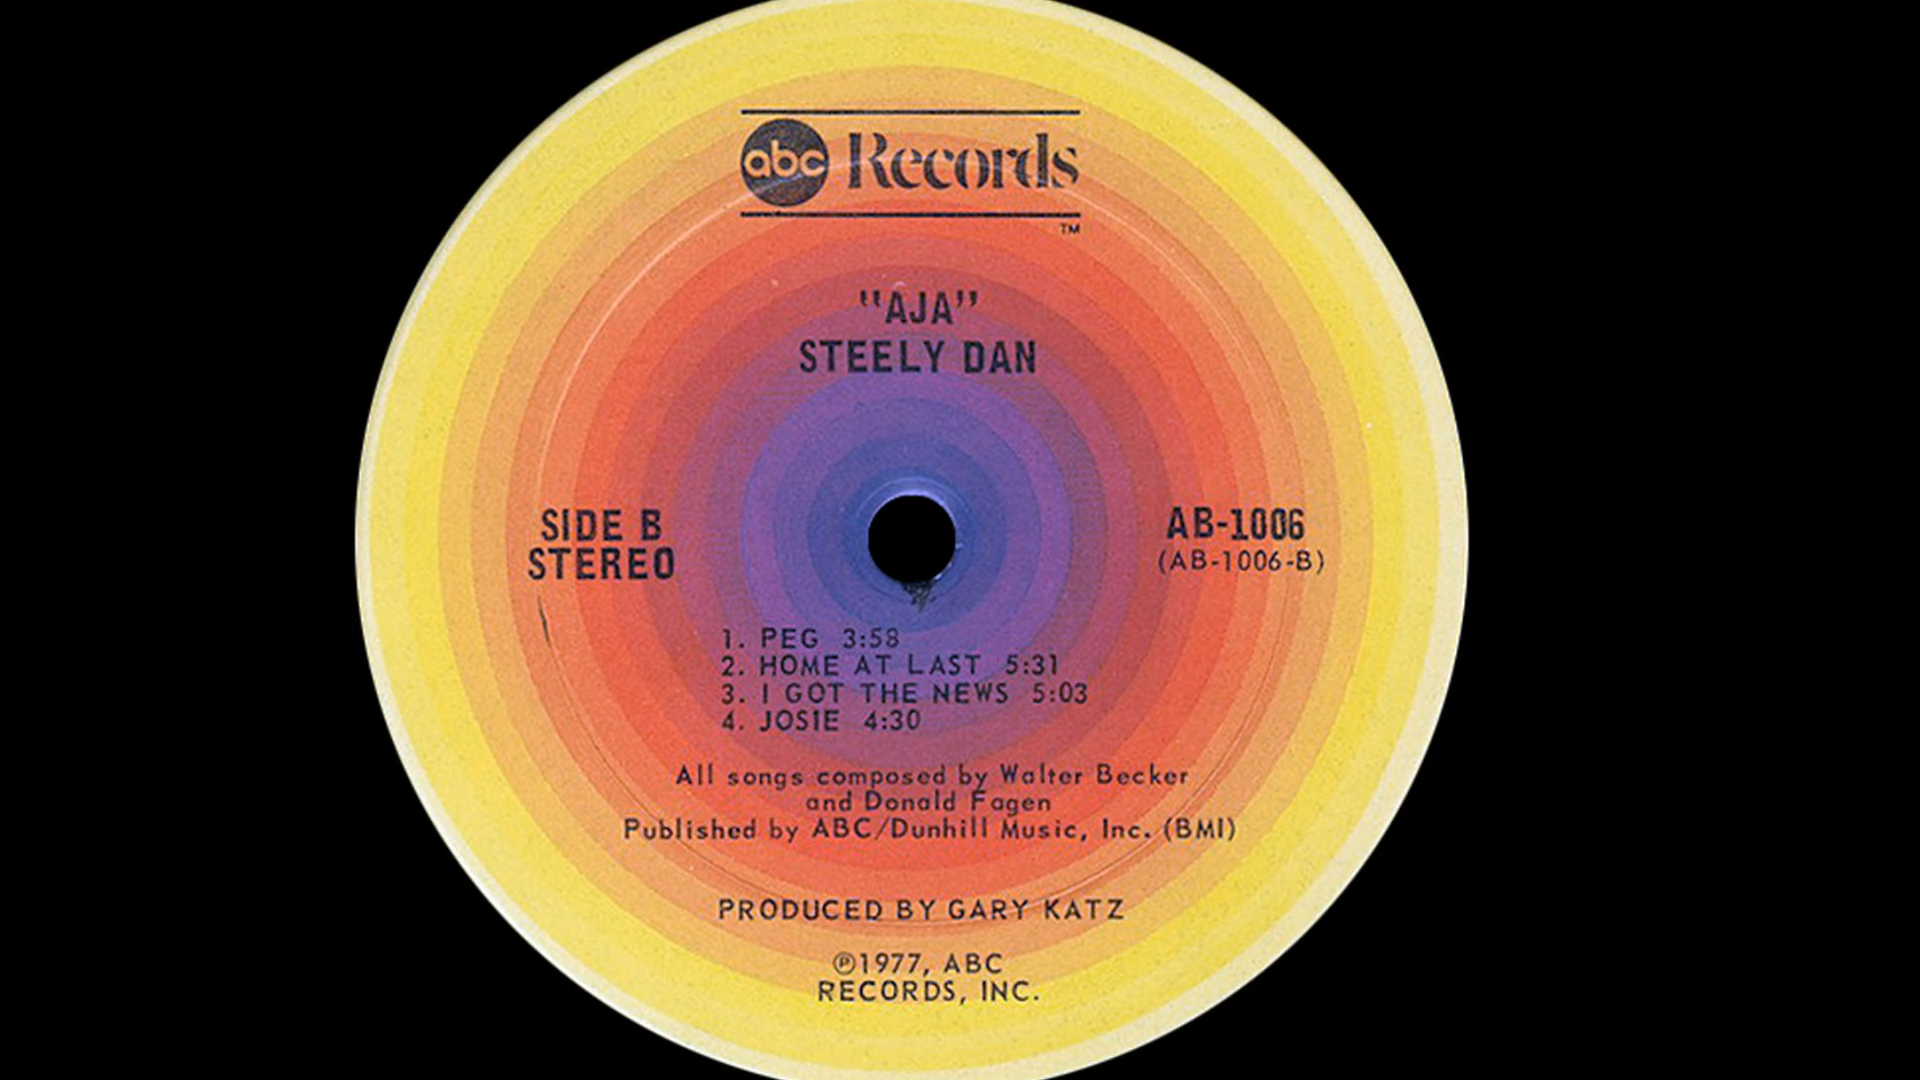 abc Records
TM
"AJA"
STEELY DAN
SIDE B
STEREO
AB-1006
(AB-1006-B)
1. PEG 3:58
2. HOME AT LAST 5:31
3. I GOT THE NEWS 5:03
4. JOSIE 4:30
All songs composed by Walter Becker
and Donald Fagen
Published by ABC/Dunhill Music, Inc. (BMI)
PRODUCED BY GARY KATZ
℗1977, ABC
RECORDS, INC.